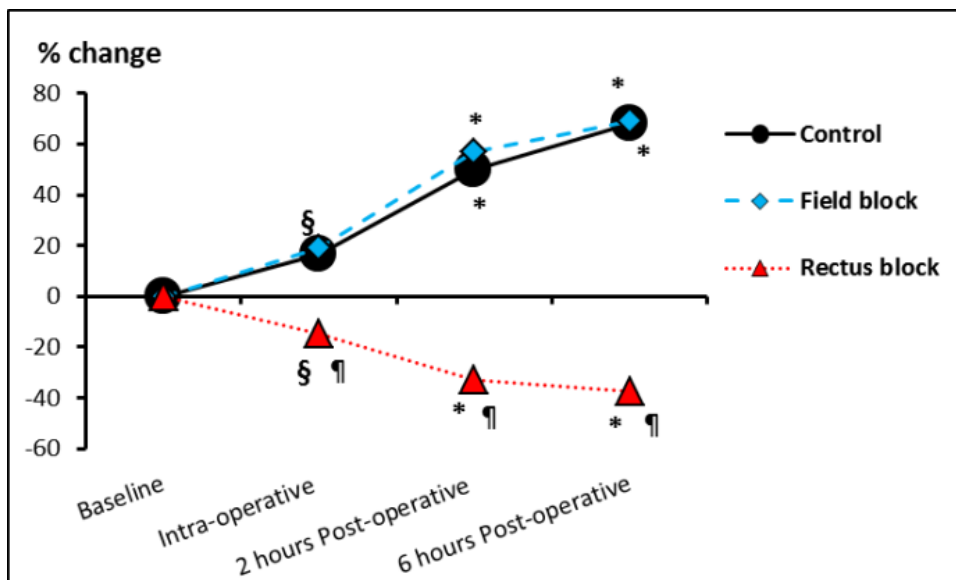 % change
80
60
40
20
0
-20
-40
-60
*
*
*
*
§
§ ¶
* ¶
* ¶
Baseline
Intra-operative
2 hours Post-operative
6 hours Post-operative
Control
Field block
Rectus block